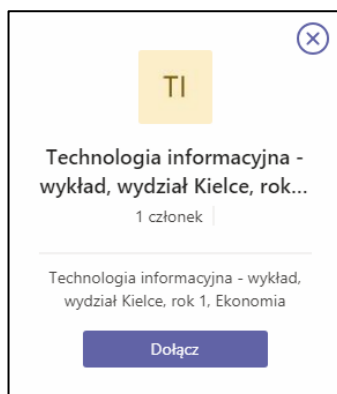 TI
Technologia informacyjna -
wykład, wydział Kielce, rok...
1 członek
Technologia informacyjna - wykład,
wydział Kielce, rok 1, Ekonomia
Dołącz